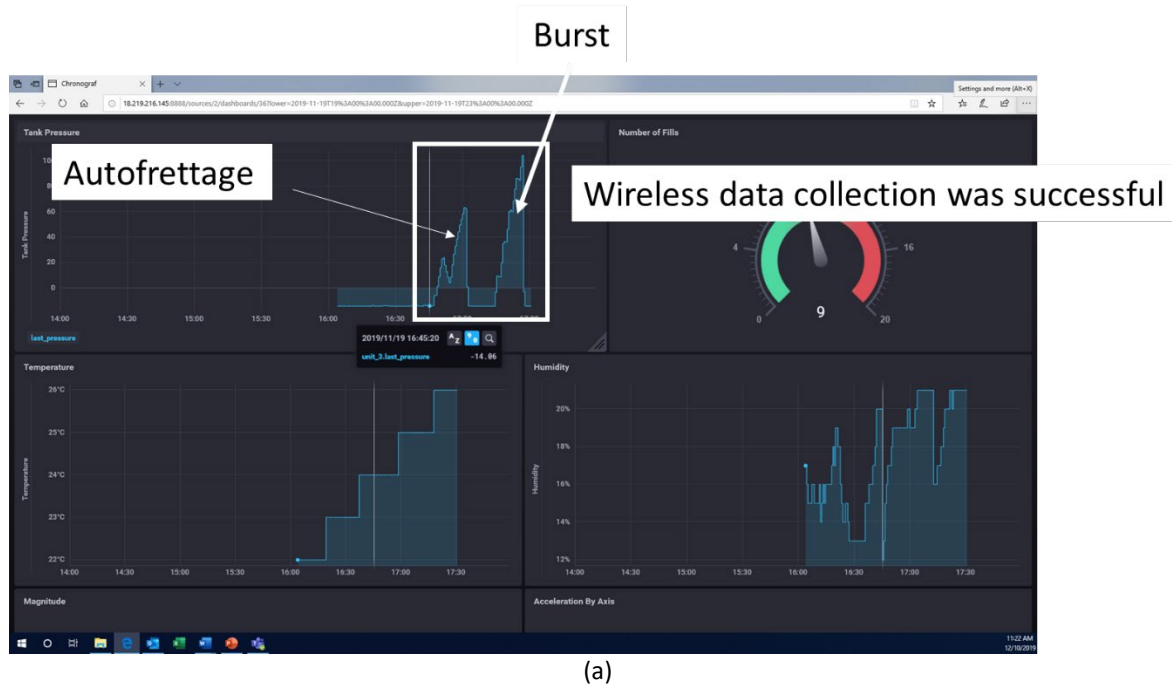 Burst
Chronograf
Settings and more (Alt+X)
18.219.216.145:8888/sources/2/dashboards/36?lower=2019-11-19T19%3A00%3A00.000Z&upper=2019-11-19T23%3A00%3A00.000Z
Tank Pressure
Number of Fills
Autofrettage
Wireless data collection was successful
Tank Pressure
60
40
20
0
14:00 14:30 15:00 15:30 16:00 16:30
4 16
0 9 20
last_pressure
2019/11/19 16:45:20
unit_3.last_pressure -14.06
Temperature
Humidity
26°C
25°C
24°C
23°C
22°C
Temperature
14:00 14:30 15:00 15:30 16:00 16:30 17:00 17:30
20%
18%
16%
14%
12%
Humidity
14:00 14:30 15:00 15:30 16:00 16:30 17:00 17:30
Magnitude
Acceleration By Axis
11:22 AM
12/10/2019
(a)